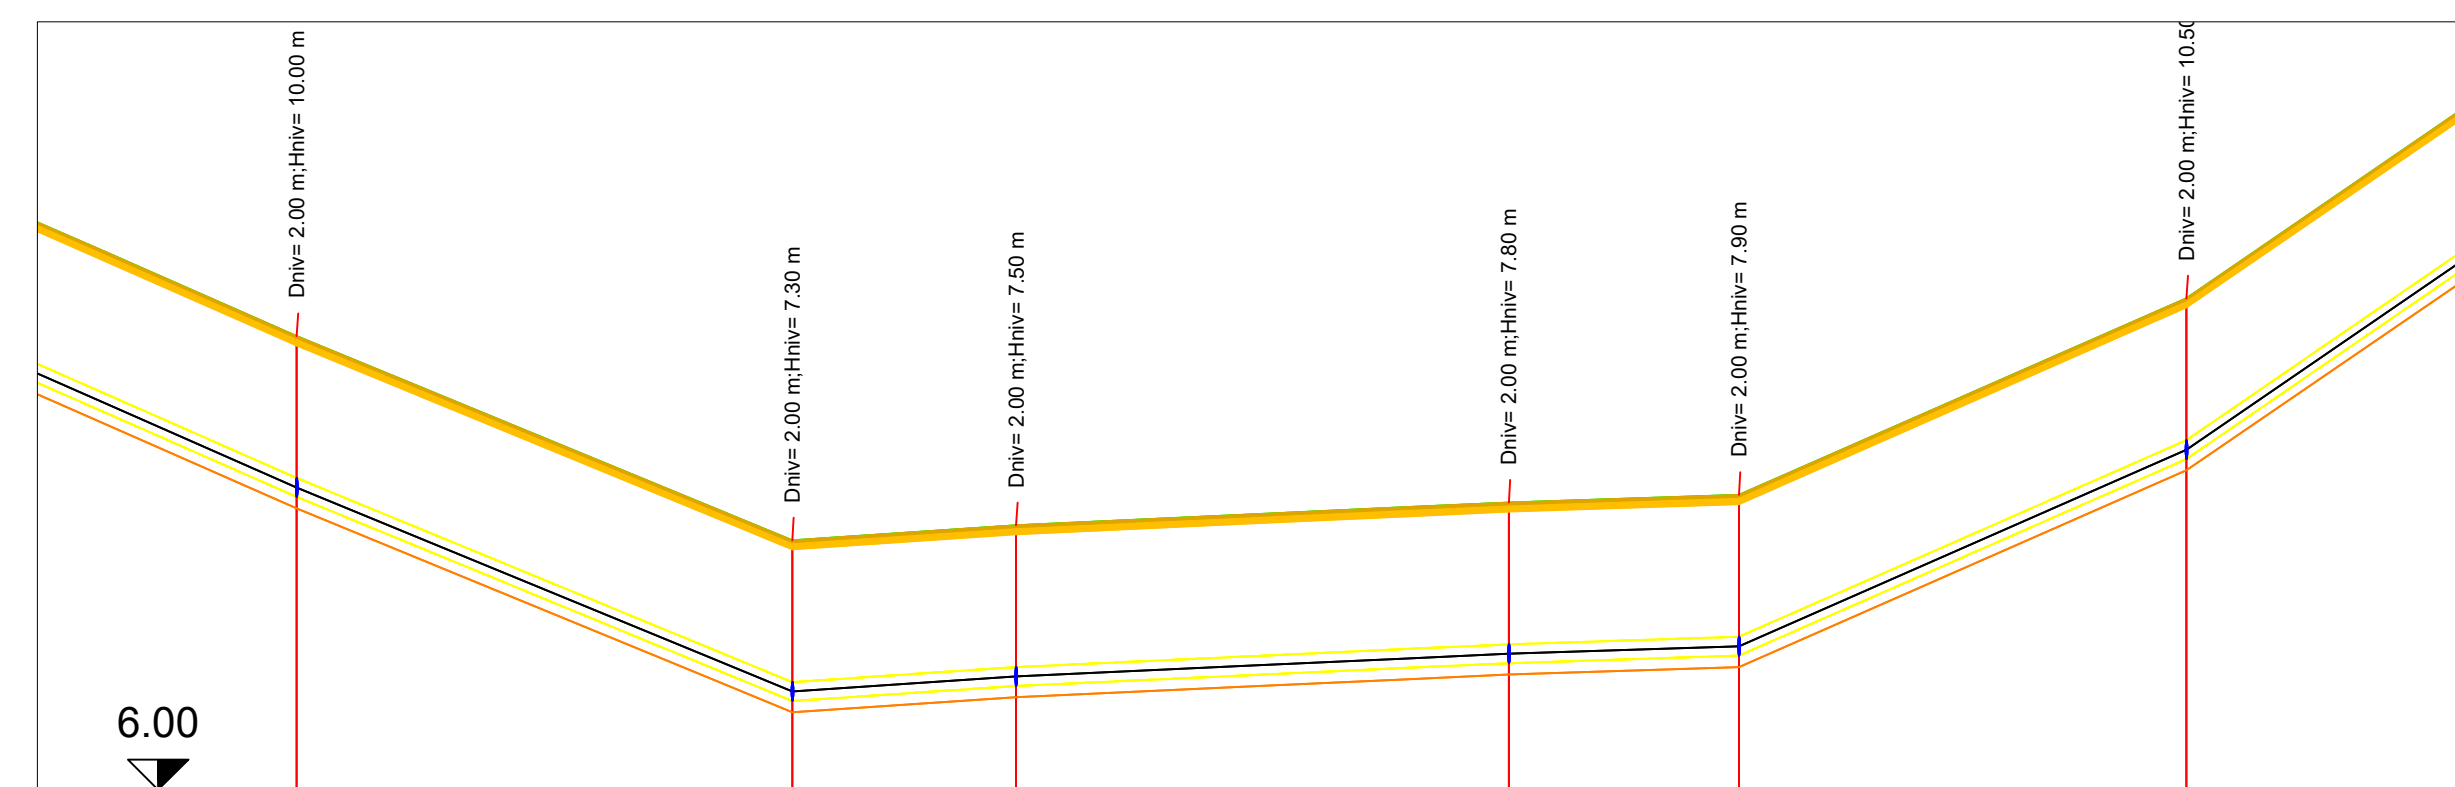 Dniv= 2.00 m;Hniv= 10.00 m
Dniv= 2.00 m;Hniv= 7.30 m
Dniv= 2.00 m;Hniv= 7.50 m
Dniv= 2.00 m;Hniv= 7.80 m
Dniv= 2.00 m;Hniv= 7.90 m
Dniv= 2.00 m;Hniv= 10.50
6.00